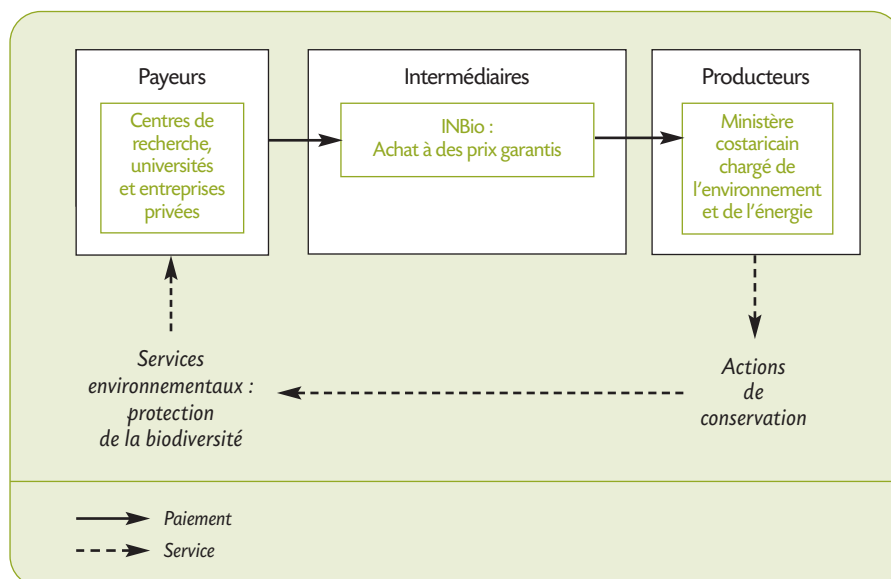 Payeurs
Centres de
recherche,
universités
et entreprises
privées
Intermédiaires
INBio :
Achat à des prix garantis
Producteurs
Ministère
costaricain
chargé de
l'environnement
et de l'énergie
Services
environnementaux :
protection
de la biodiversité
Actions
de
conservation
Paiement
Service